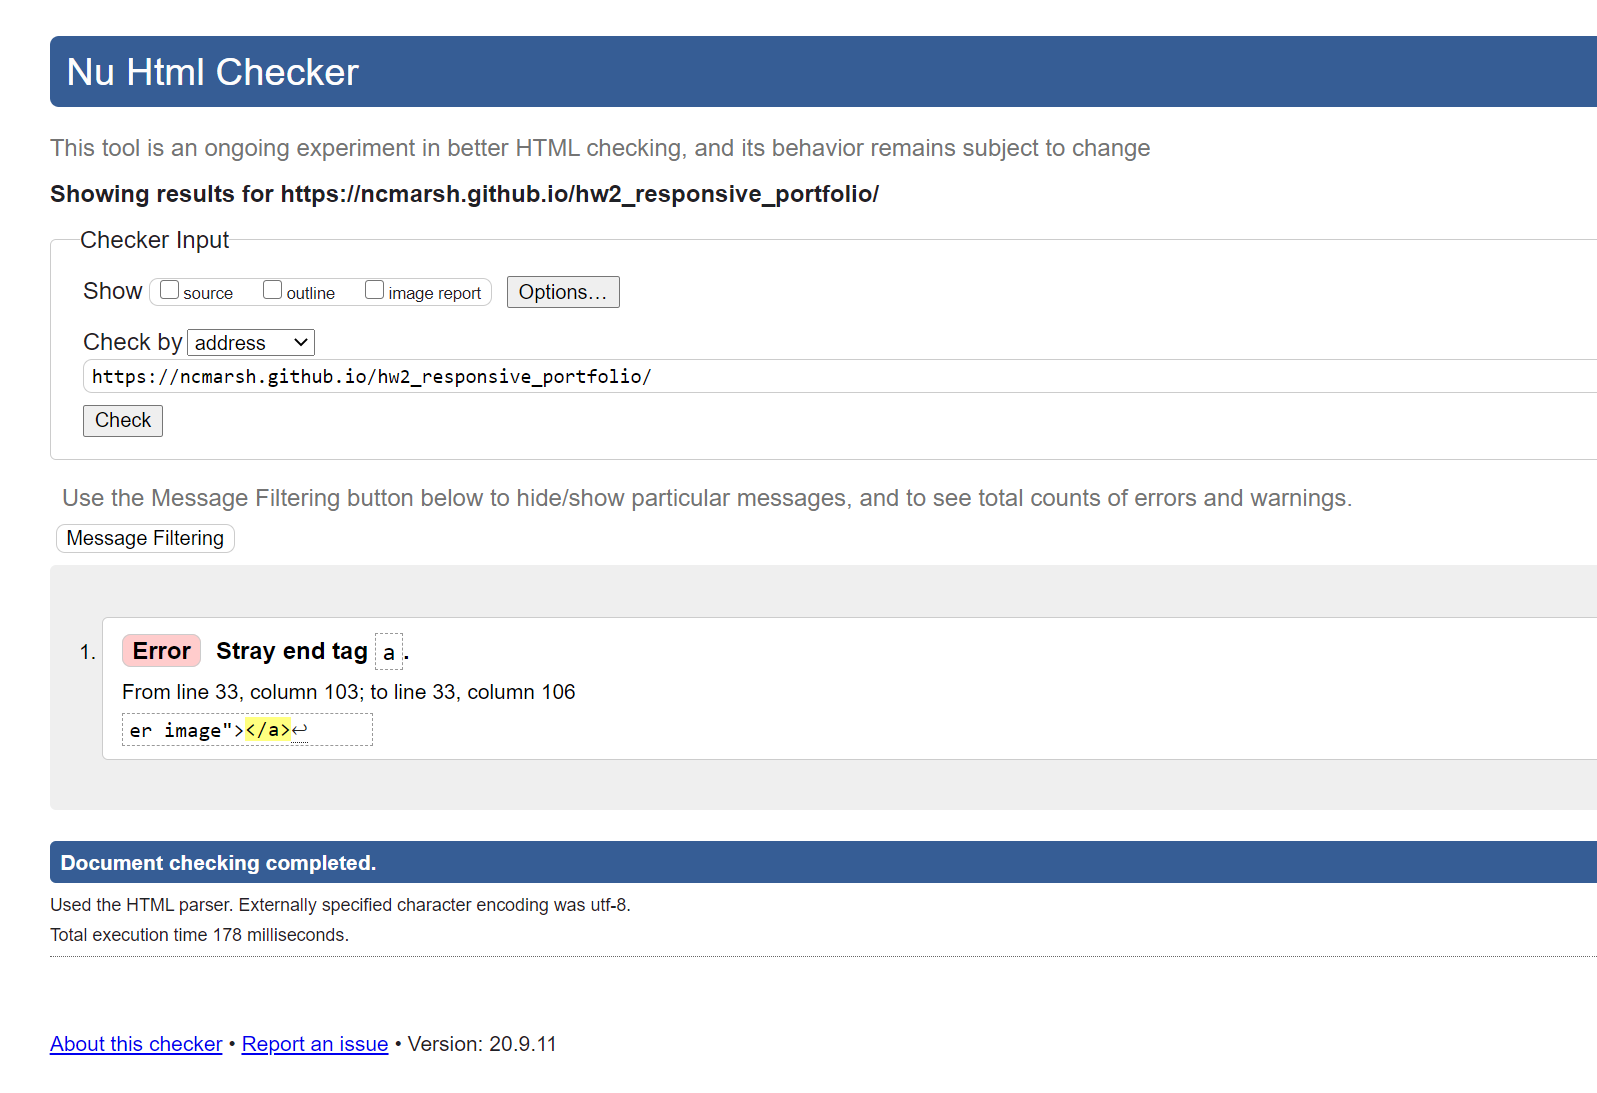 Nu Html Checker
This tool is an ongoing experiment in better HTML checking, and its behavior remains subject to change
Showing results for https://ncmarsh.github.io/hw2_responsive_portfolio/
Checker Input
Show source outline image report Options...
Check by address
https://ncmarsh.github.io/hw2_responsive_portfolio/
Check
Use the Message Filtering button below to hide/show particular messages, and to see total counts of errors and warnings.
Message Filtering
1. Error Stray end tag a.
From line 33, column 103; to line 33, column 106
er image"></a>↩
Document checking completed.
Used the HTML parser. Externally specified character encoding was utf-8.
Total execution time 178 milliseconds.
About this checker • Report an issue • Version: 20.9.11